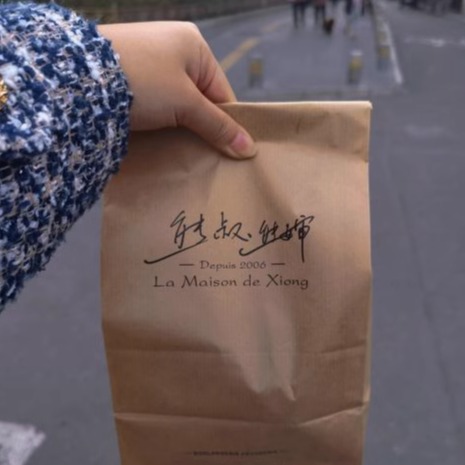 熊叔·熊婶
— Depuis 2006 —
La Maison de Xiong